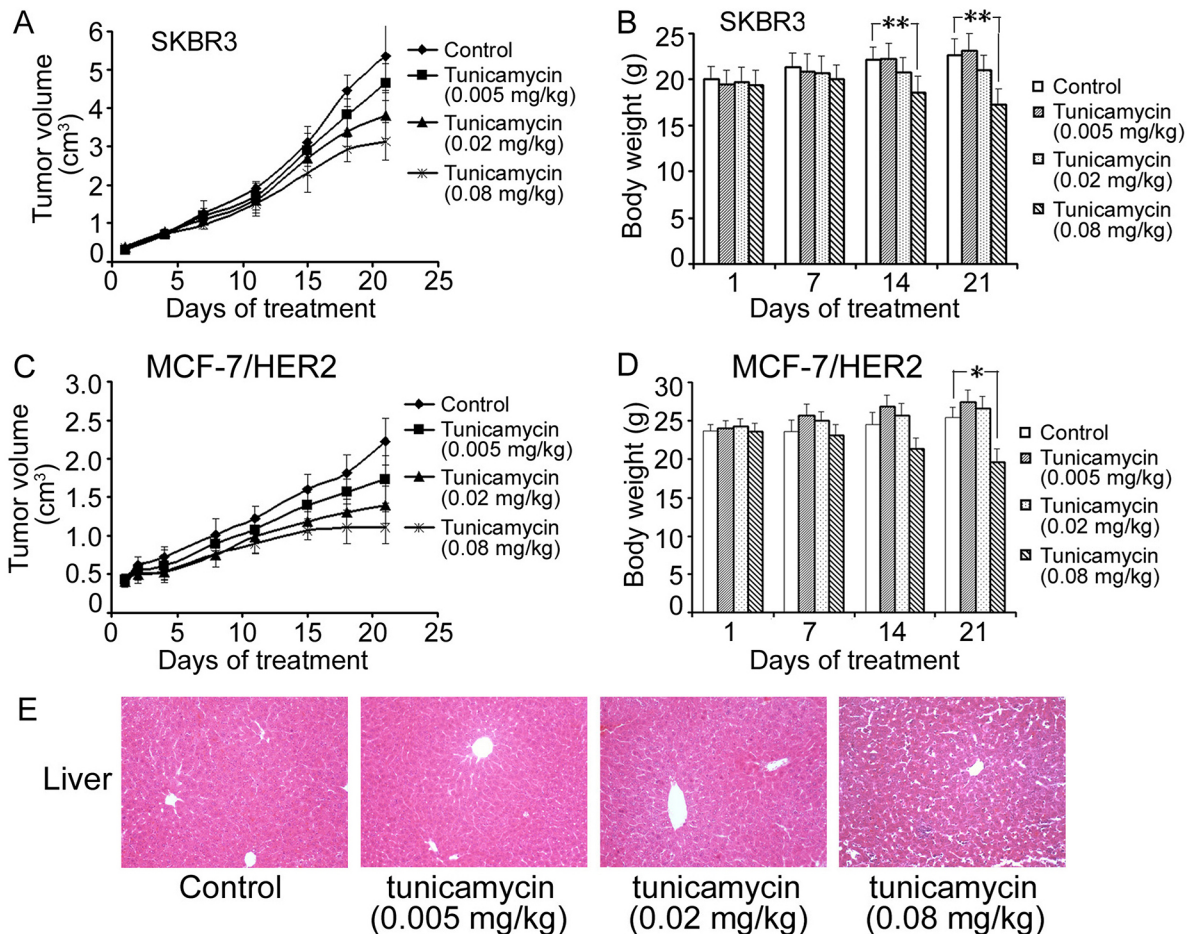 A
SKBR3
Tumor volume
(cm³)
6
5
4
3
2
1
0
0 5 10 15 20 25
Days of treatment
Control
Tunicamycin
(0.005 mg/kg)
Tunicamycin
(0.02 mg/kg)
Tunicamycin
(0.08 mg/kg)
B
SKBR3
** **
Body weight (g)
25
20
15
10
5
0
1 7 14 21
Days of treatment
Control
Tunicamycin
(0.005 mg/kg)
Tunicamycin
(0.02 mg/kg)
Tunicamycin
(0.08 mg/kg)
C
MCF-7/HER2
Tumor volume
(cm³)
3.0
2.5
2.0
1.5
1.0
0.5
0
0 5 10 15 20 25
Days of treatment
Control
Tunicamycin
(0.005 mg/kg)
Tunicamycin
(0.02 mg/kg)
Tunicamycin
(0.08 mg/kg)
D
MCF-7/HER2
*
Body weight (g)
30
25
20
15
10
5
0
1 7 14 21
Days of treatment
Control
Tunicamycin
(0.005 mg/kg)
Tunicamycin
(0.02 mg/kg)
Tunicamycin
(0.08 mg/kg)
E
Liver
Control
tunicamycin
(0.005 mg/kg)
tunicamycin
(0.02 mg/kg)
tunicamycin
(0.08 mg/kg)